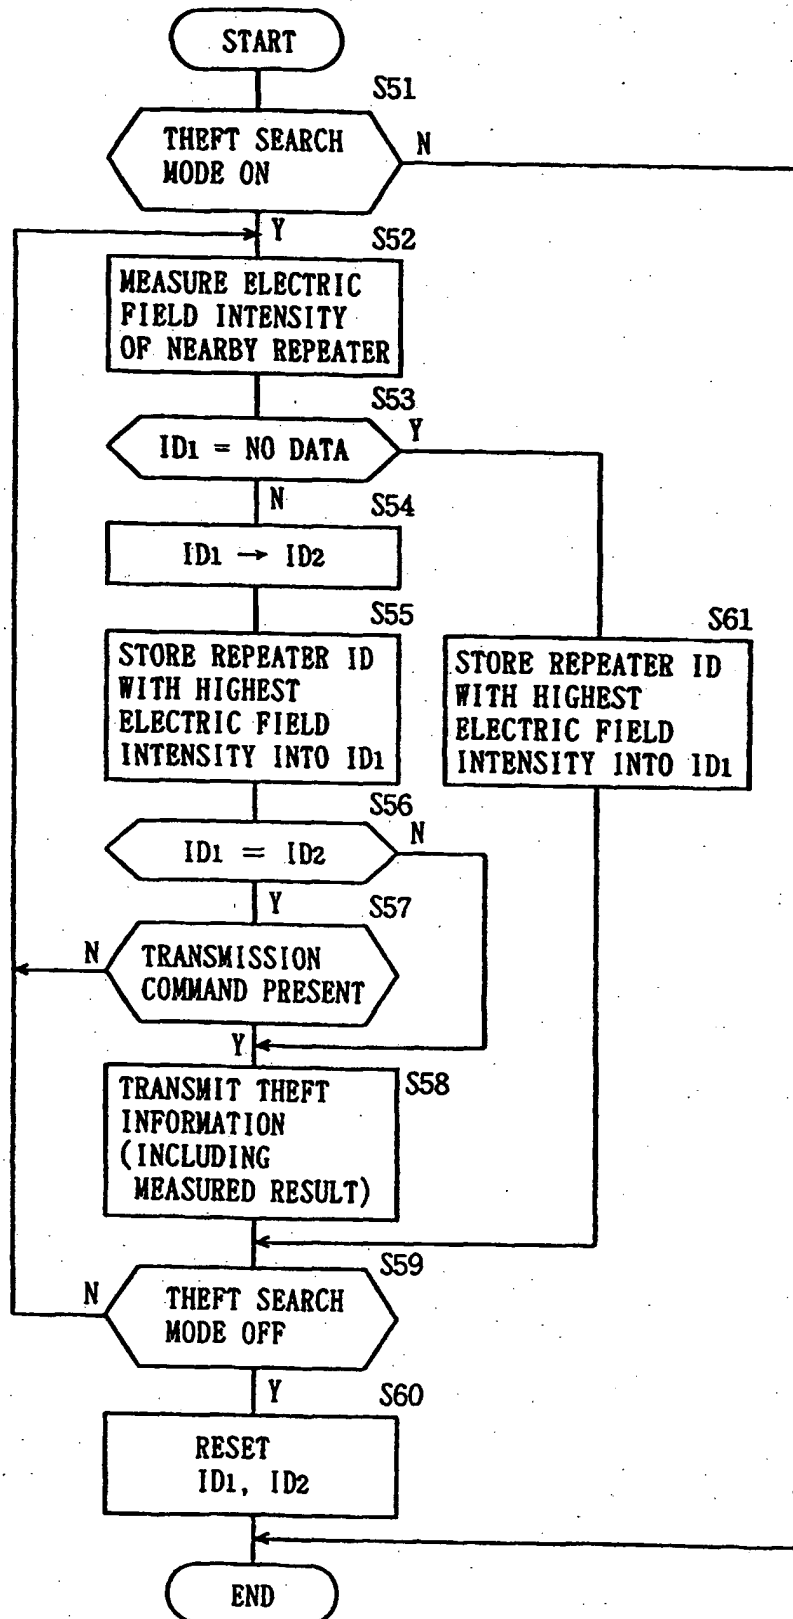 START
S51
THEFT SEARCH
MODE ON
N
Y
S52
MEASURE ELECTRIC
FIELD INTENSITY
OF NEARBY REPEATER
S53
ID1 = NO DATA
Y
N
S54
ID1 → ID2
S55
STORE REPEATER ID
WITH HIGHEST
ELECTRIC FIELD
INTENSITY INTO ID1
S61
STORE REPEATER ID
WITH HIGHEST
ELECTRIC FIELD
INTENSITY INTO ID1
S56
ID1 = ID2
N
Y
S57
N
TRANSMISSION
COMMAND PRESENT
Y
S58
TRANSMIT THEFT
INFORMATION
(INCLUDING
MEASURED RESULT)
S59
N
THEFT SEARCH
MODE OFF
Y
S60
RESET
ID1, ID2
END